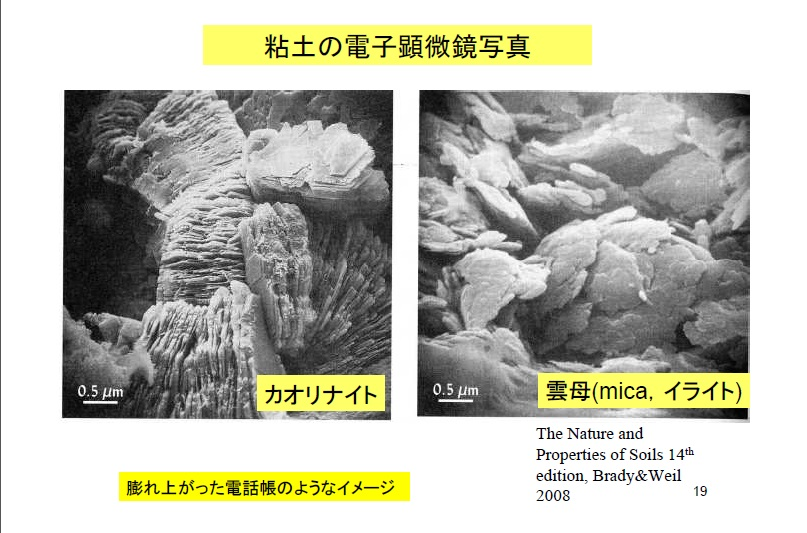 粘土の電子顕微鏡写真
0.5 μm
カオリナイト
0.5 μm
雲母(mica, イライト)
The Nature and
Properties of Soils 14th
edition, Brady&Weil
2008
膨れ上がった電話帳のようなイメージ
19